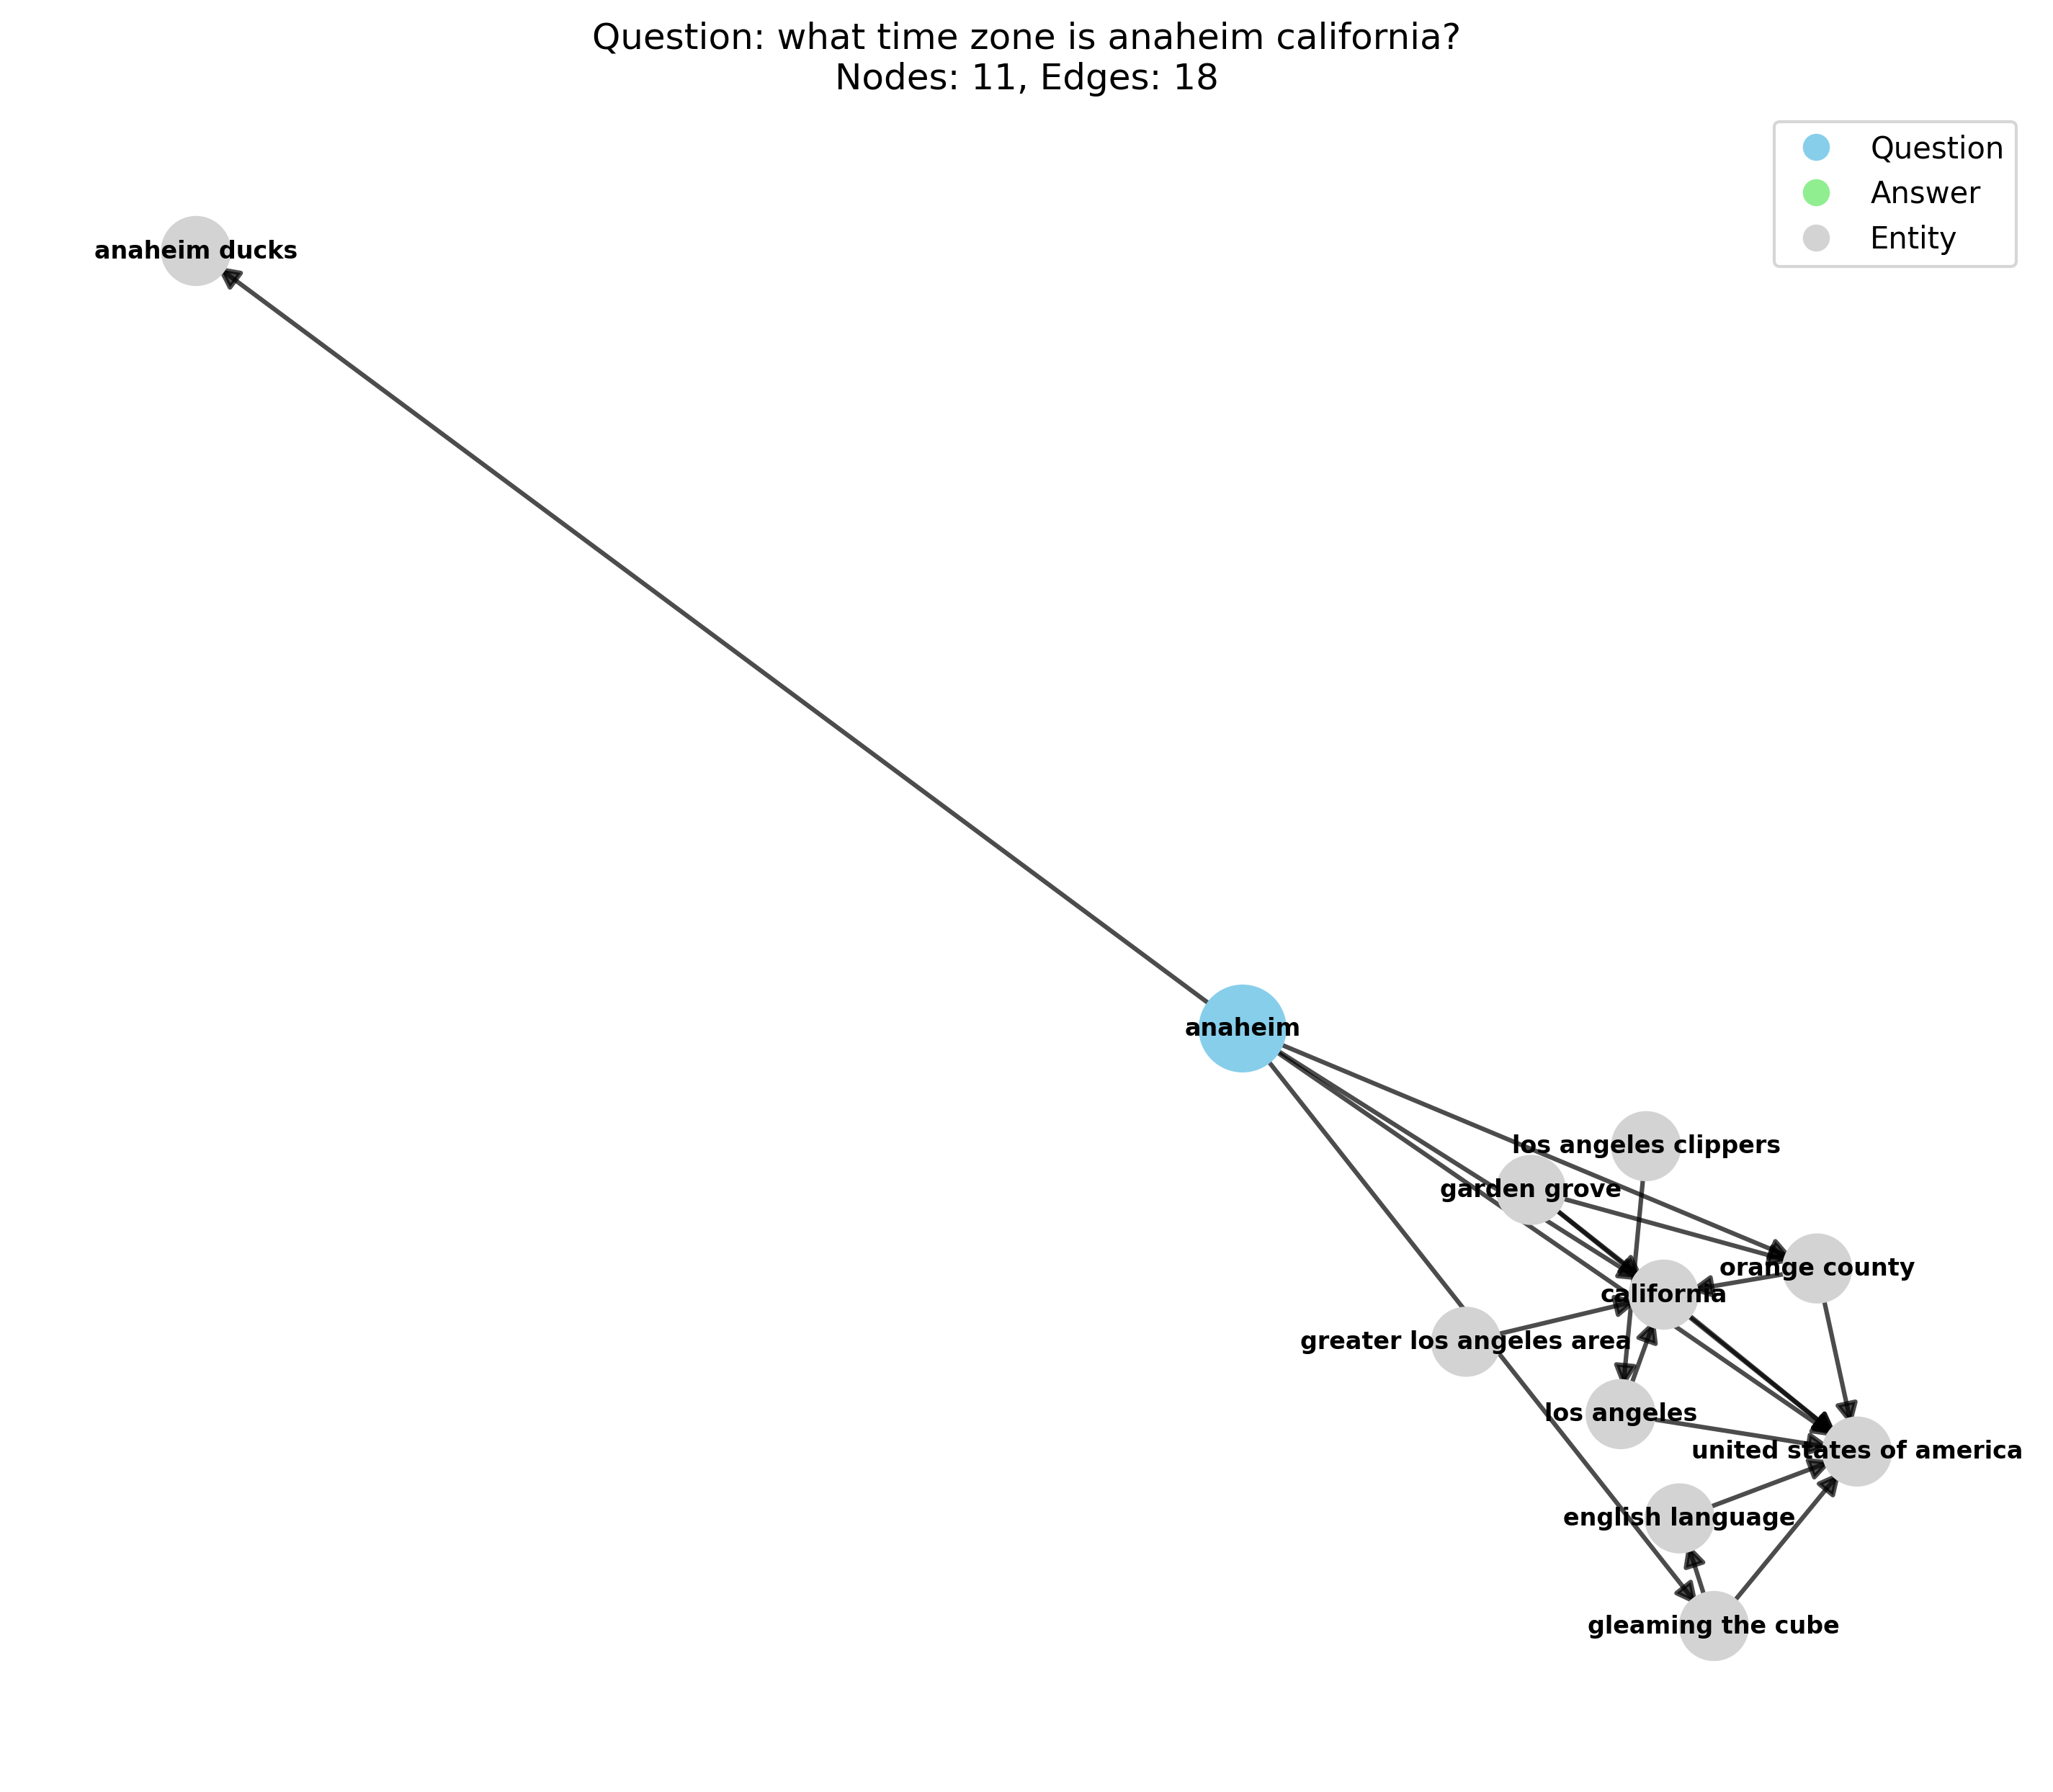 Question: what time zone is anaheim california?
Nodes: 11, Edges: 18
Question
Answer
Entity
anaheim ducks
anaheim
los angeles clippers
garden grove
orange county
california
greater los angeles area
los angeles
united states of america
english language
gleaming the cube